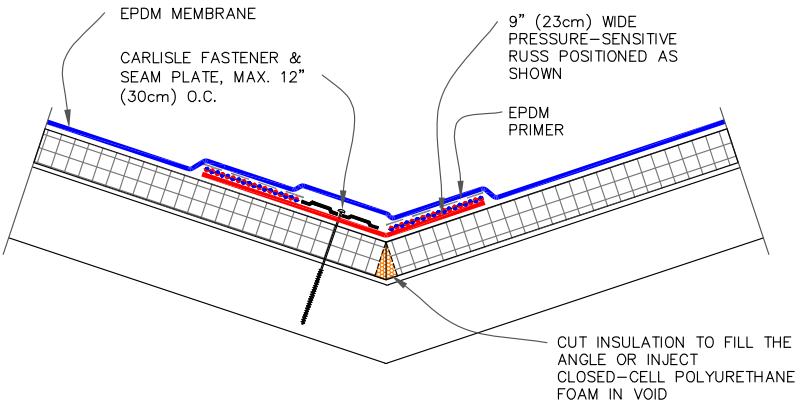 EPDM MEMBRANE
CARLISLE FASTENER &
SEAM PLATE, MAX. 12"
(30cm) O.C.
9" (23cm) WIDE
PRESSURE-SENSITIVE
RUSS POSITIONED AS
SHOWN
EPDM
PRIMER
CUT INSULATION TO FILL THE
ANGLE OR INJECT
CLOSED-CELL POLYURETHANE
FOAM IN VOID